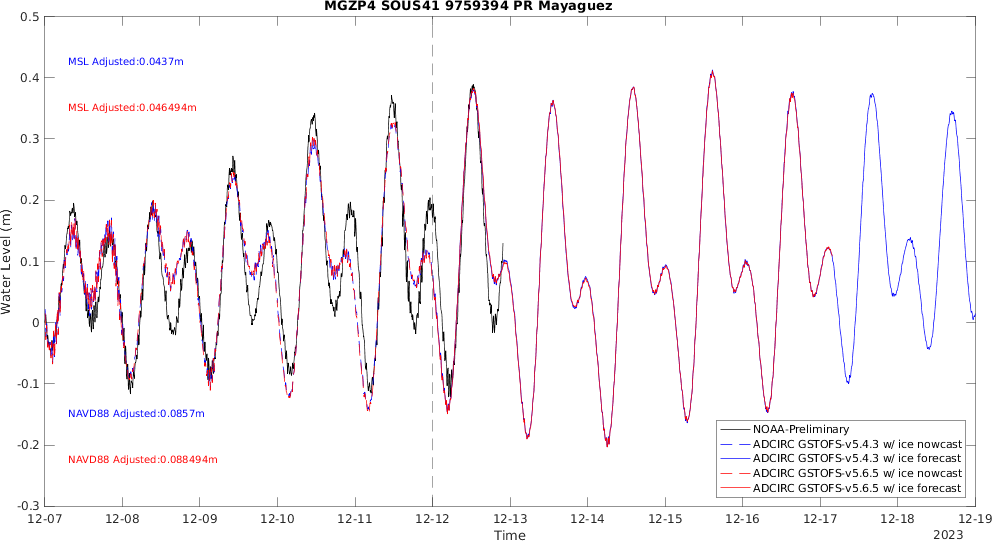 MGZP4 SOUS41 9759394 PR Mayaguez
0.5
0.4
0.3
0.2
0.1
0
-0.1
-0.2
-0.3
Water Level (m)
MSL Adjusted:0.0437m
MSL Adjusted:0.046494m
NAVD88 Adjusted:0.0857m
NAVD88 Adjusted:0.088494m
NOAA-Preliminary
ADCIRC GSTOFS-v5.4.3 w/ ice nowcast
ADCIRC GSTOFS-v5.4.3 w/ ice forecast
ADCIRC GSTOFS-v5.6.5 w/ ice nowcast
ADCIRC GSTOFS-v5.6.5 w/ ice forecast
12-07 12-08 12-09 12-10 12-11 12-12 12-13 12-14 12-15 12-16 12-17 12-18 12-19
Time
2023